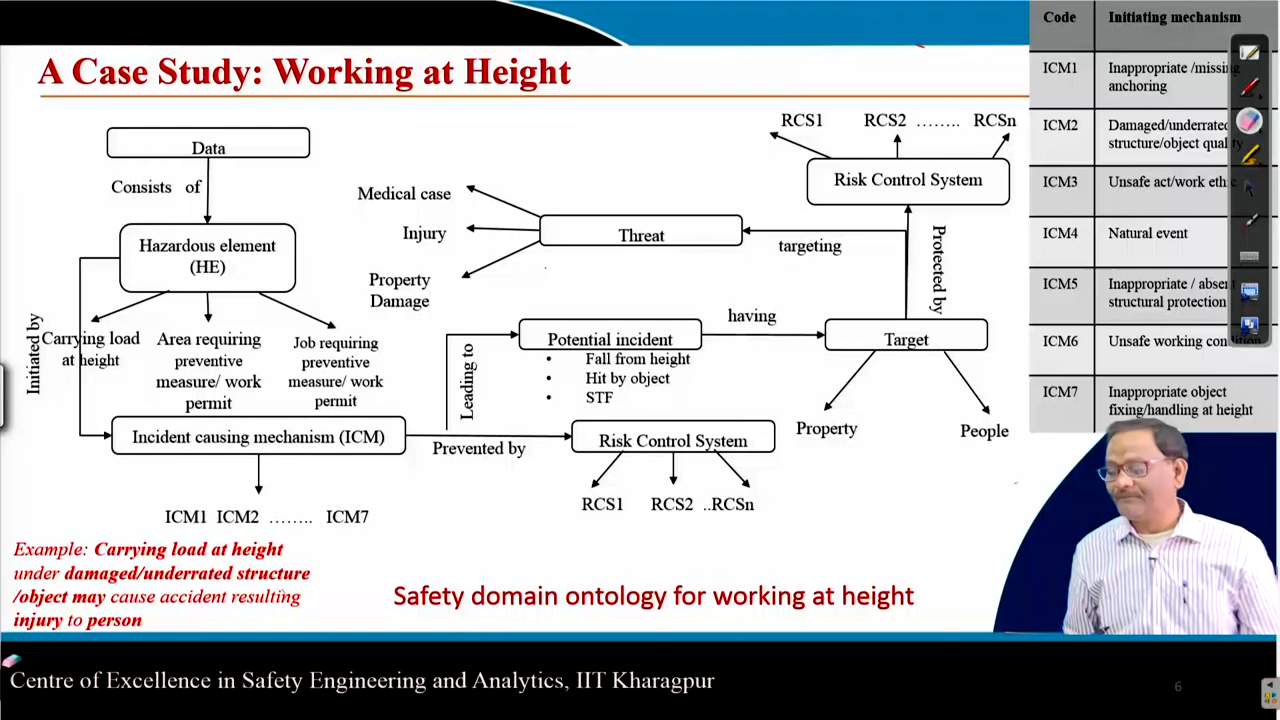 A Case Study: Working at Height
Data
Consists of
Hazardous element
(HE)
Initiated by
Carrying load
at height
Area requiring
preventive
measure/ work
permit
Job requiring
preventive
measure/ work
permit
Incident causing mechanism (ICM)
ICM1 ICM2 …….. ICM7
Medical case
Injury
Property
Damage
Threat
targeting
Leading to
Potential incident
• Fall from height
• Hit by object
• STF
having
Target
Protected by
Risk Control System
RCS1 RCS2 …….. RCSn
Property
People
Prevented by
Risk Control System
RCS1 RCS2 ..RCSn
Example: Carrying load at height
under damaged/underrated structure
/object may cause accident resulting
injury to person
Safety domain ontology for working at height
Code Initiating mechanism
ICM1 Inappropriate /missing
anchoring
ICM2 Damaged/underrated
structure/object
ICM3 Unsafe act/work
ICM4 Natural event
ICM5 Inappropriate /
structural protection
ICM6 Unsafe working
ICM7 Inappropriate object
fixing/handling at height
Centre of Excellence in Safety Engineering and Analytics, IIT Kharagpur
6